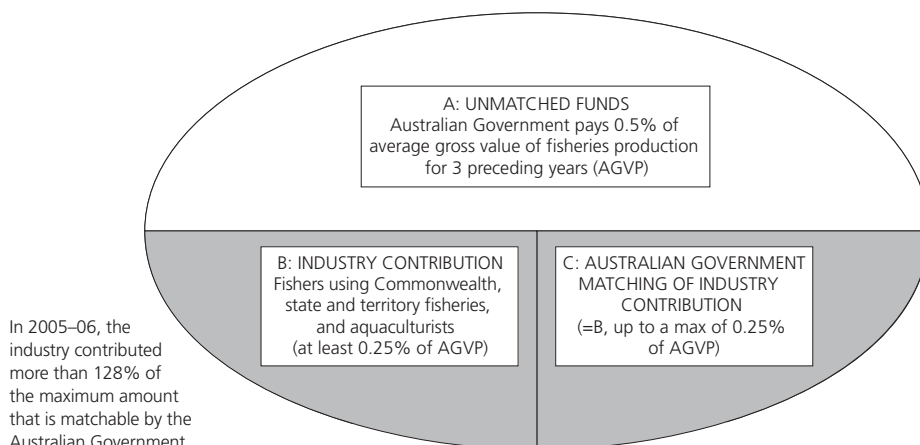 A: UNMATCHED FUNDS
Australian Government pays 0.5% of
average gross value of fisheries production
for 3 preceding years (AGVP)
B: INDUSTRY CONTRIBUTION
Fishers using Commonwealth,
state and territory fisheries,
and aquaculturists
(at least 0.25% of AGVP)
C: AUSTRALIAN GOVERNMENT
MATCHING OF INDUSTRY
CONTRIBUTION
(=B, up to a max of 0.25%
of AGVP)
In 2005–06, the
industry contributed
more than 128% of
the maximum amount
that is matchable by the
Australian Government